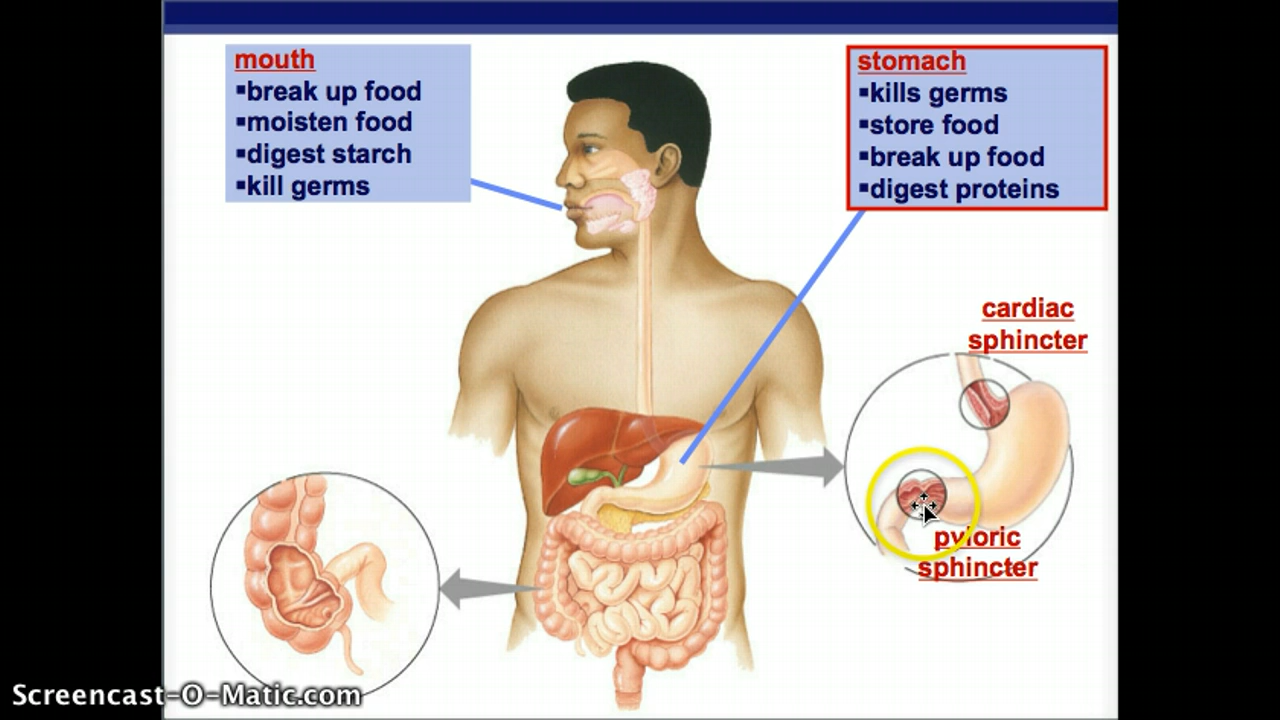 mouth
▪break up food
▪moisten food
▪digest starch
▪kill germs
stomach
▪kills germs
▪store food
▪break up food
▪digest proteins
cardiac
sphincter
pyloric
sphincter
Screencast-O-Matic.com